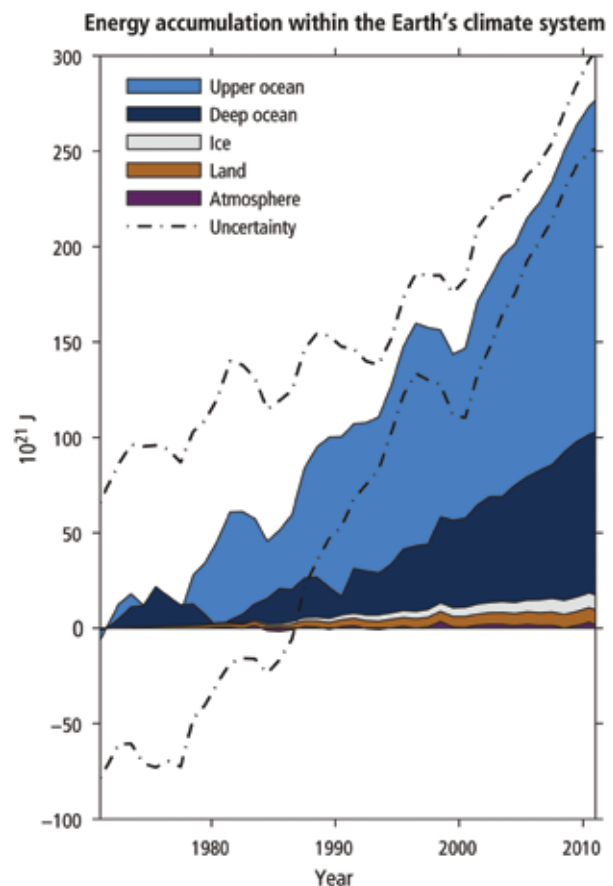 Energy accumulation within the Earth's climate system
300
250
200
150
100
50
0
−50
−100
10²¹ J
Upper ocean
Deep ocean
Ice
Land
Atmosphere
Uncertainty
1980
1990
2000
2010
Year